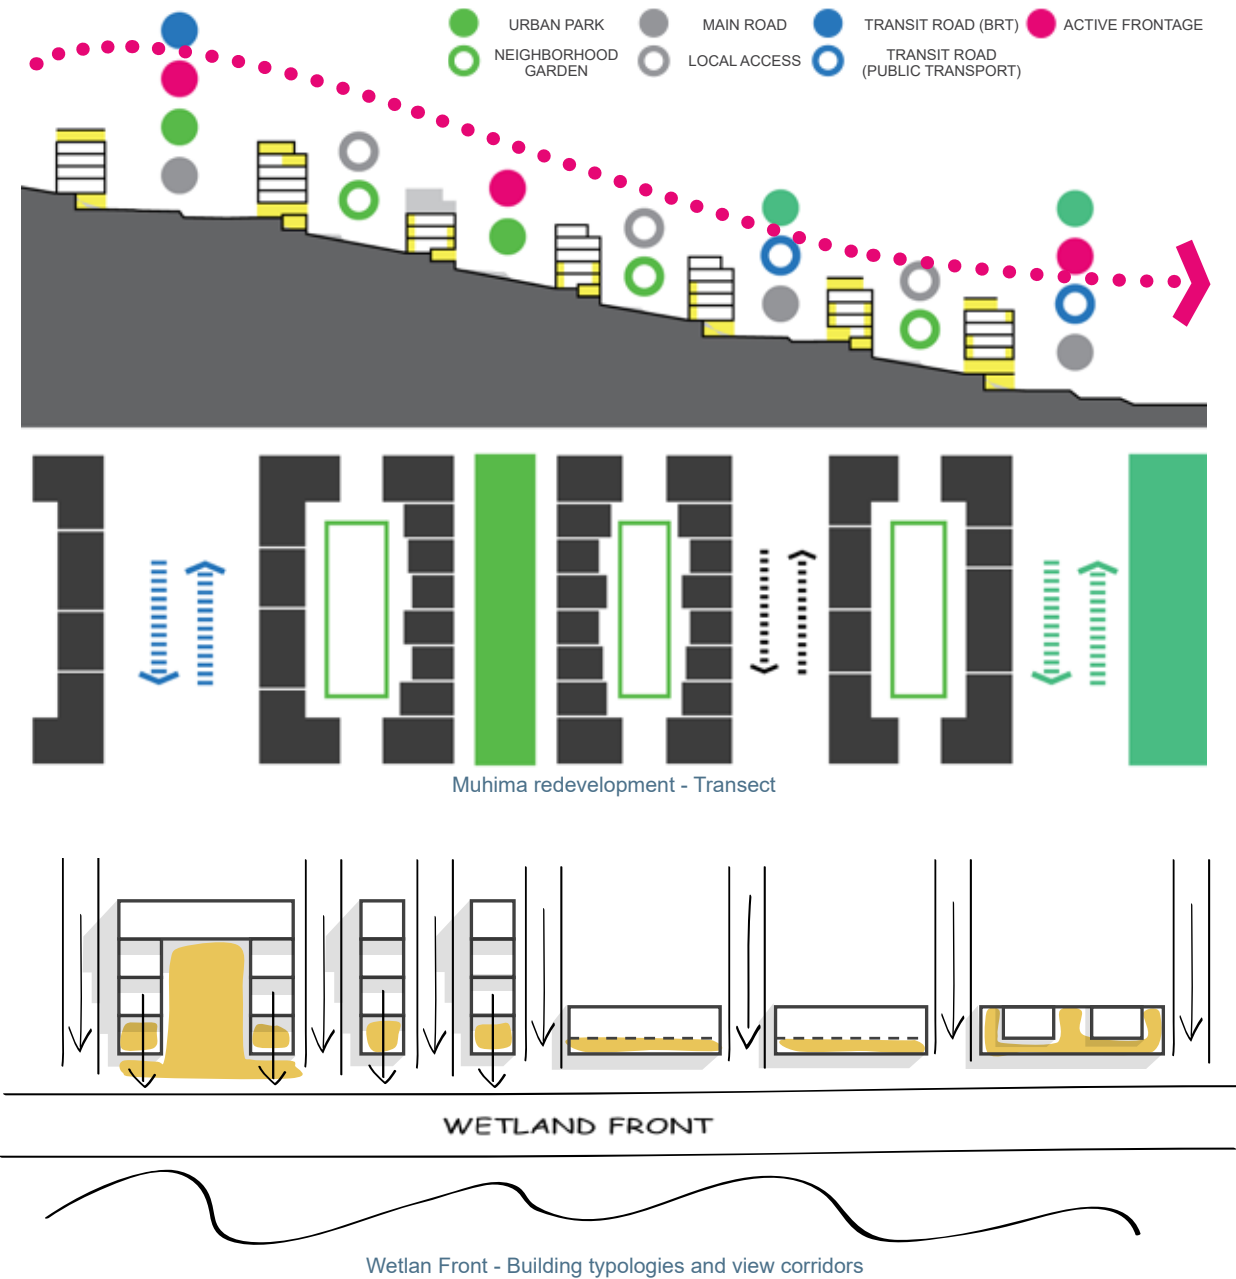 URBAN PARK
MAIN ROAD
TRANSIT ROAD (BRT)
ACTIVE FRONTAGE
NEIGHBORHOOD
GARDEN
LOCAL ACCESS
TRANSIT ROAD
(PUBLIC TRANSPORT)
Muhima redevelopment - Transect
WETLAND FRONT
Wetlan Front - Building typologies and view corridors